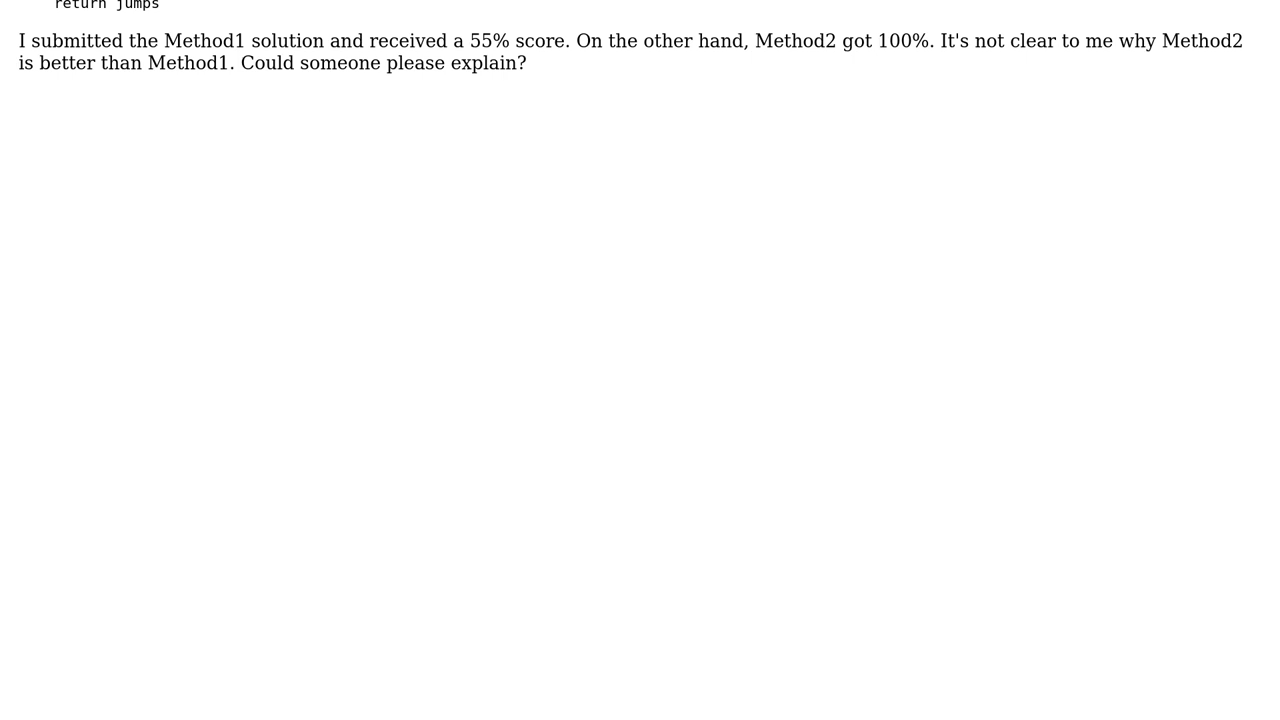 return jumps
I submitted the Method1 solution and received a 55% score. On the other hand, Method2 got 100%. It's not clear to me why Method2
is better than Method1. Could someone please explain?